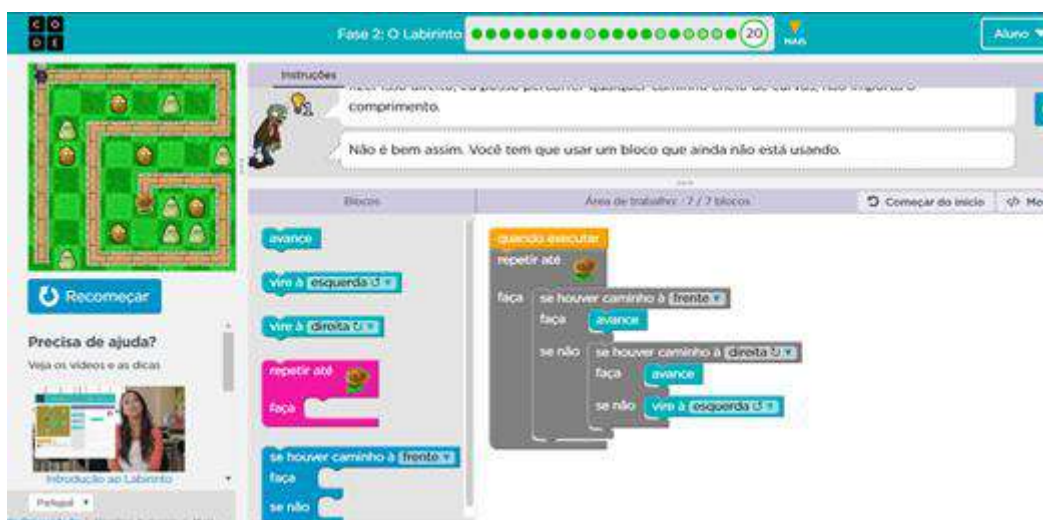 C O
D E
Fase 2: O Labirinto
20
MAIS
Aluno
Instruções
comprimento.
Não é bem assim. Você tem que usar um bloco que ainda não está usando.
Blocos
Área de trabalho: 7 / 7 blocos
Começar do início
Mo
avance
vire à esquerda
vire à direita
repetir até
faça
se houver caminho à frente
faça
se não
quando executar
repetir até
faça
se houver caminho à frente
faça
avance
se não
se houver caminho à direita
faça
avance
se não
vire à esquerda
Recomeçar
Precisa de ajuda?
Veja os vídeos e as dicas
Introdução ao Labirinto